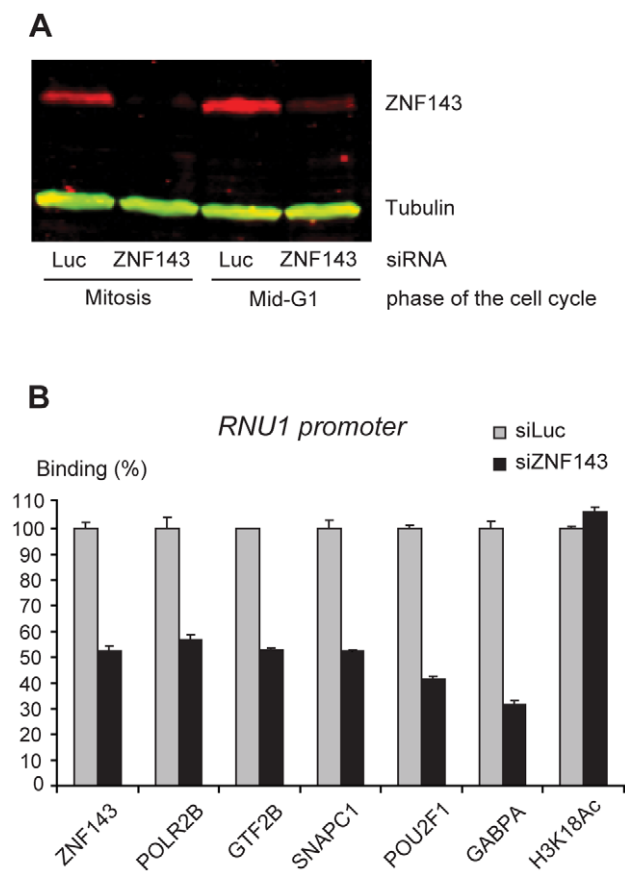 A
ZNF143
Tubulin
Luc ZNF143 Luc ZNF143 siRNA
Mitosis Mid-G1 phase of the cell cycle
B
RNU1 promoter
siLuc
siZNF143
Binding (%)
110
100
90
80
70
60
50
40
30
20
10
0
ZNF143 POLR2B GTF2B SNAPC1 POU2F1 GABPA H3K18Ac